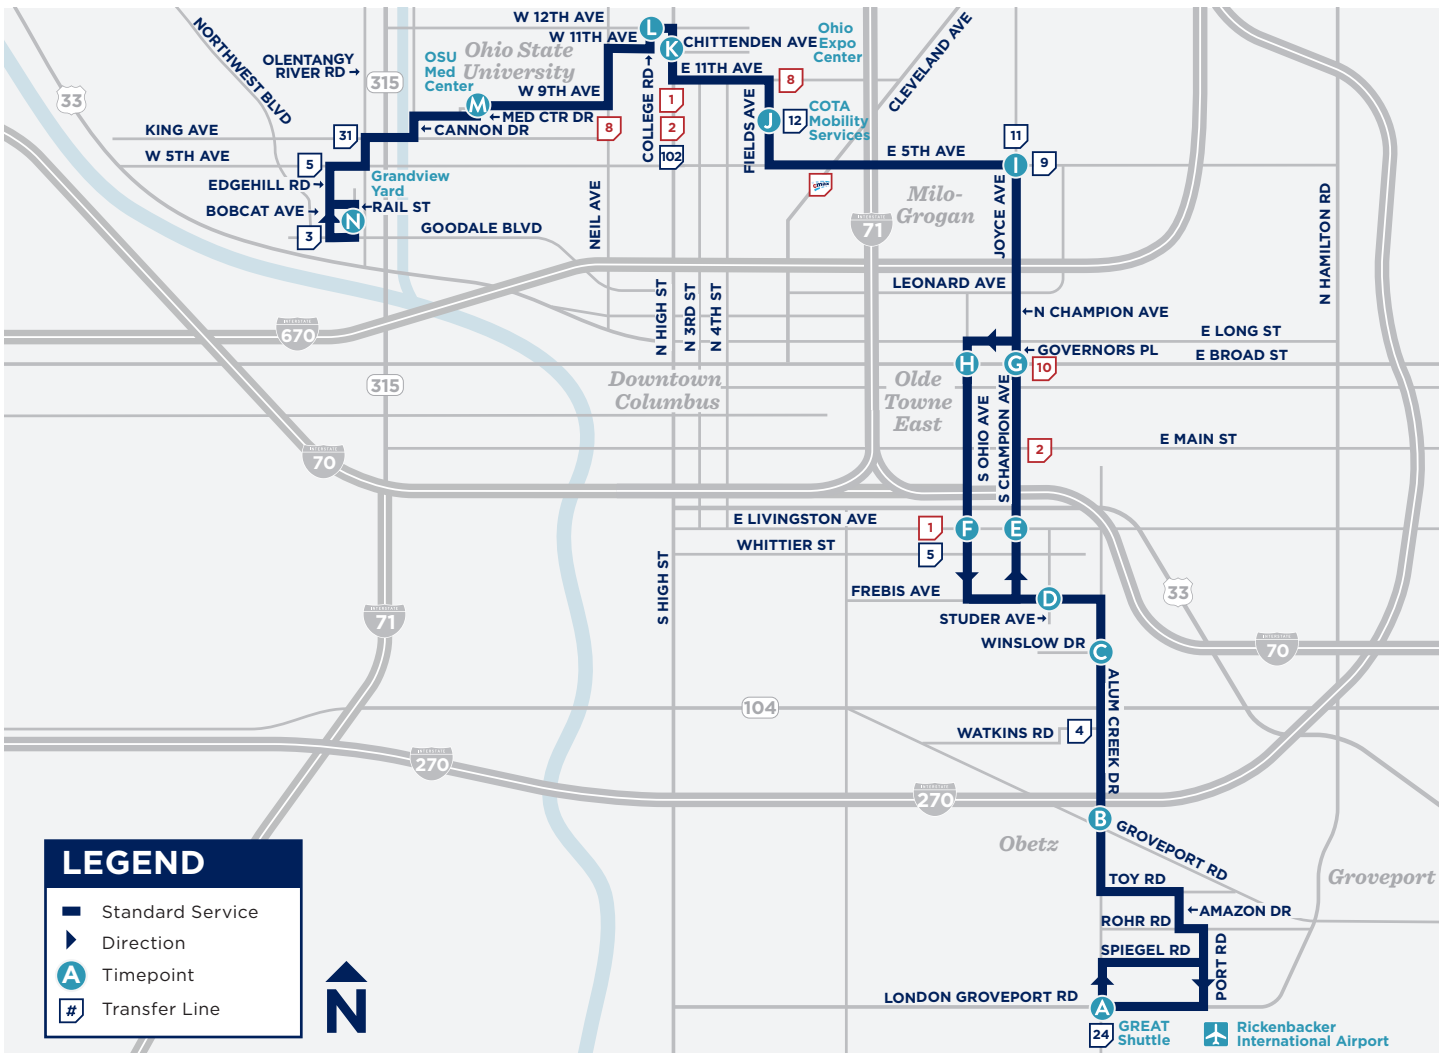 W 12TH AVE
W 11TH AVE
L
K
CHITTENDEN AVE
Ohio
Expo
Center
NORTHWEST BLVD
OLENTANGY
RIVER RD
OSU
Med
Center
Ohio State
University
COLLEGE RD
E 11TH AVE
8
CLEVELAND AVE
33
315
W 9TH AVE
M
MED CTR DR
CANNON DR
8
1
2
102
FIELDS AVE
J
12
COTA
Mobility
Services
KING AVE
31
W 5TH AVE
5
EDGEHILL RD
Grandview
Yard
BOBCAT AVE
RAIL ST
N
3
GOODALE BLVD
NEIL AVE
E 5TH AVE
11
I
9
cmax
Milo-
Grogan
INTERSTATE
71
JOYCE AVE
N HAMILTON RD
LEONARD AVE
N HIGH ST
N 3RD ST
N 4TH ST
N CHAMPION AVE
INTERSTATE
670
E LONG ST
GOVERNORS PL
E BROAD ST
H
G
10
315
Downtown
Columbus
Olde
Towne
East
S OHIO AVE
S CHAMPION AVE
2
E MAIN ST
INTERSTATE
70
E LIVINGSTON AVE
1
F
E
WHITTIER ST
5
S HIGH ST
FREBIS AVE
D
STUDER AVE
33
INTERSTATE
71
WINSLOW DR
C
INTERSTATE
70
ALUM CREEK DR
104
WATKINS RD
4
INTERSTATE
270
INTERSTATE
270
B
GROVEPORT RD
Obetz
Groveport
TOY RD
AMAZON DR
ROHR RD
SPIEGEL RD
PORT RD
LONDON GROVEPORT RD
A
24
GREAT
Shuttle
Rickenbacker
International Airport
LEGEND
Standard Service
Direction
A
Timepoint
#
Transfer Line
N